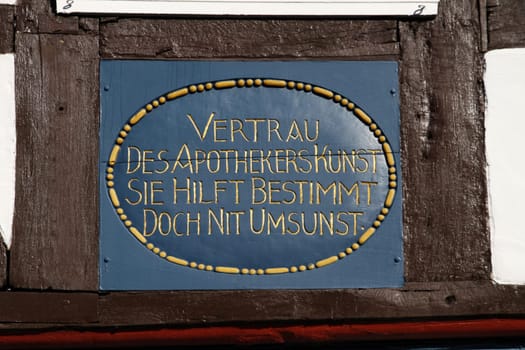 VERTRAU
DES APOTHEKERS KUNST
SIE HILFT BESTIMMT
DOCH NIT UMSUNST.